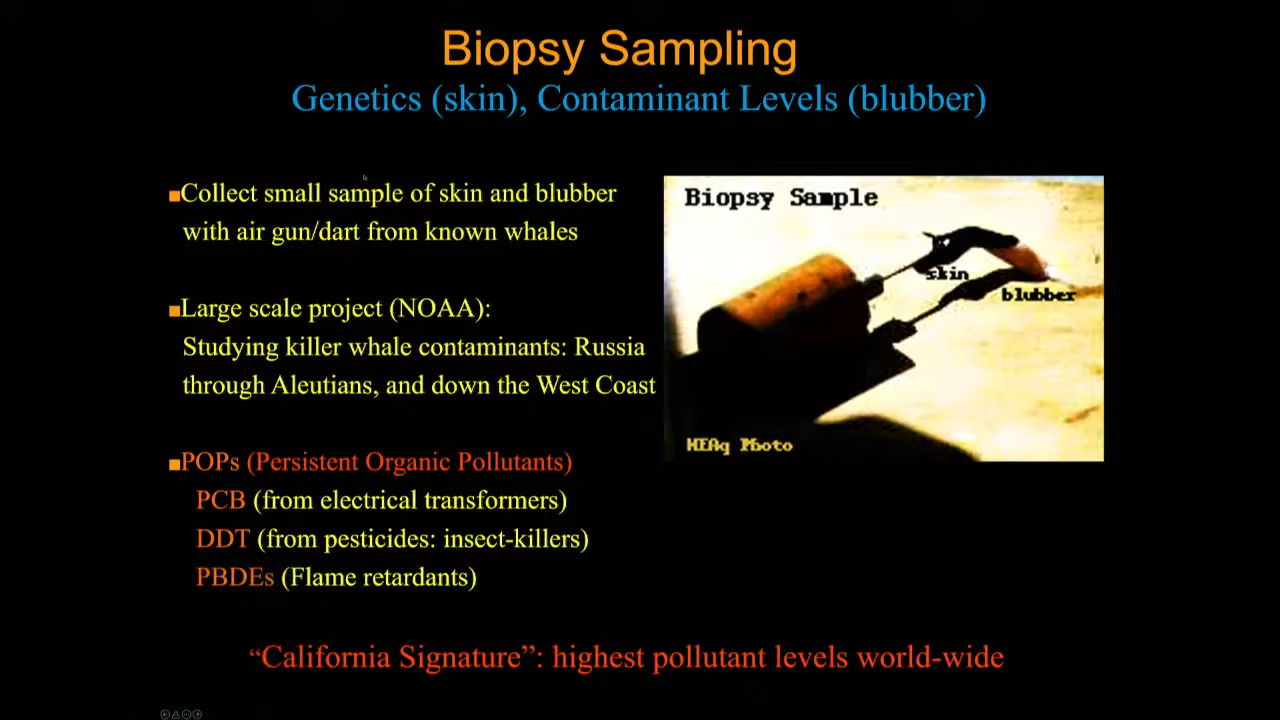 Biopsy Sampling
Genetics (skin), Contaminant Levels (blubber)
■Collect small sample of skin and blubber
with air gun/dart from known whales
■Large scale project (NOAA):
Studying killer whale contaminants: Russia
through Aleutians, and down the West Coast
■POPs (Persistent Organic Pollutants)
PCB (from electrical transformers)
DDT (from pesticides: insect-killers)
PBDEs (Flame retardants)
Biopsy Sample
skin
blubber
NEAq Photo
“California Signature”: highest pollutant levels world-wide